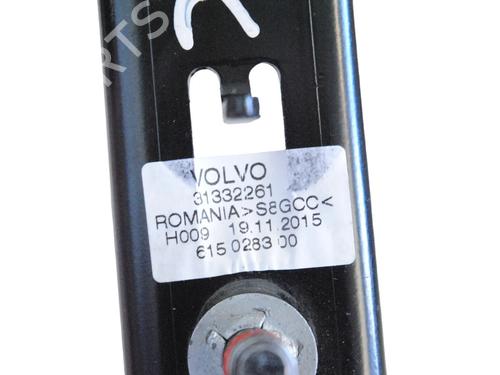 VOLVO
31332261
ROMANIA>S8GCC<
H009 19.11.2015
615 0283 00